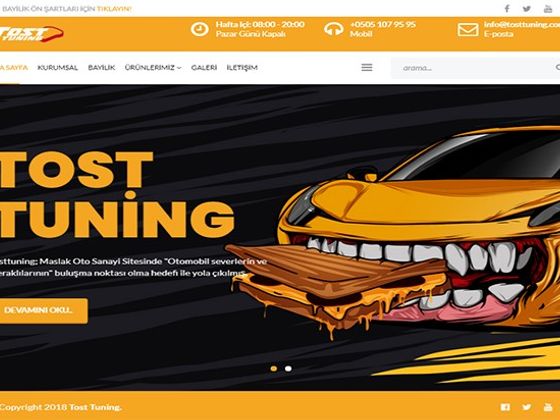 BAYİLİK ÖN ŞARTLARI İÇİN TIKLAYIN!
TOST
TUNING
Hafta İçi: 08:00 - 20:00
Pazar Günü Kapalı
+0505 107 95 95
Mobil
info@tosttuning.co
E-posta
A SAYFA KURUMSAL BAYİLİK ÜRÜNLERİMİZ GALERİ İLETİŞİM
arama...
TOST
TUNİNG
sttuning; Maslak Oto Sanayi Sitesinde "Otomobil severlerin ve
eraklılarının" buluşma noktası olma hedefi ile yola çıkılmış.
DEVAMINI OKU..
Copyright 2018 Tost Tuning.